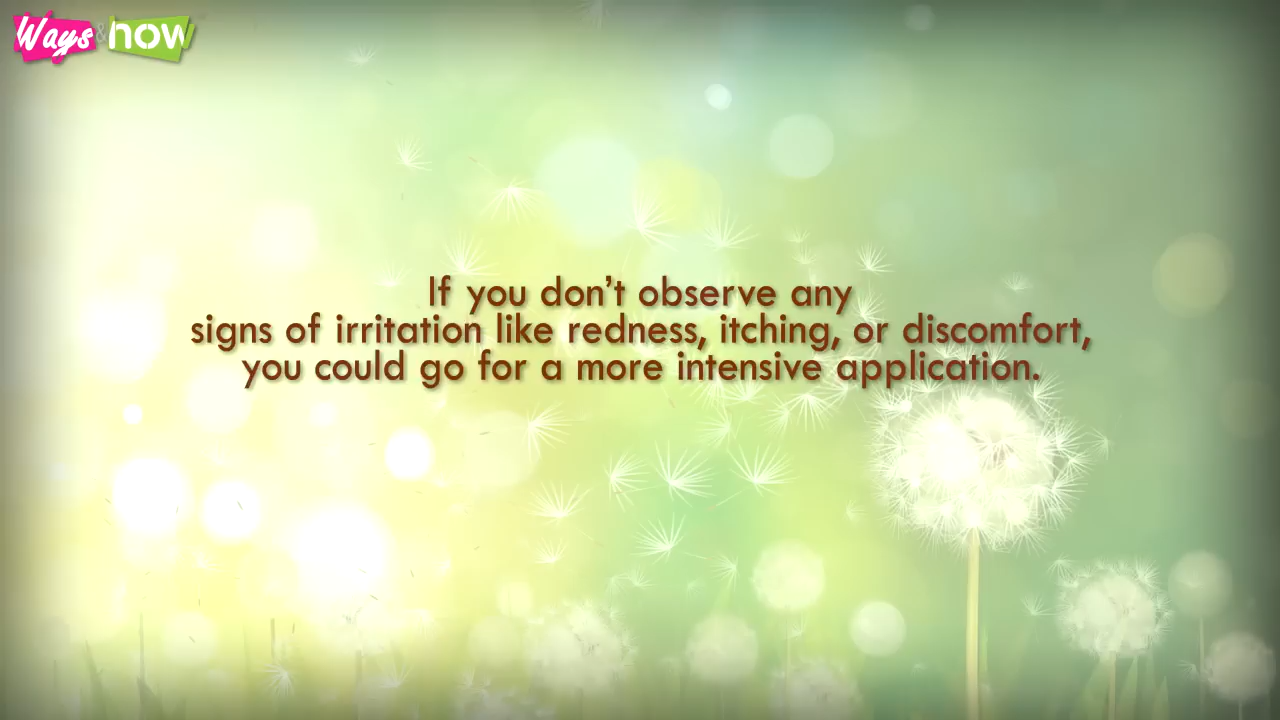 Ways & how
If you don’t observe any
signs of irritation like redness, itching, or discomfort,
you could go for a more intensive application.